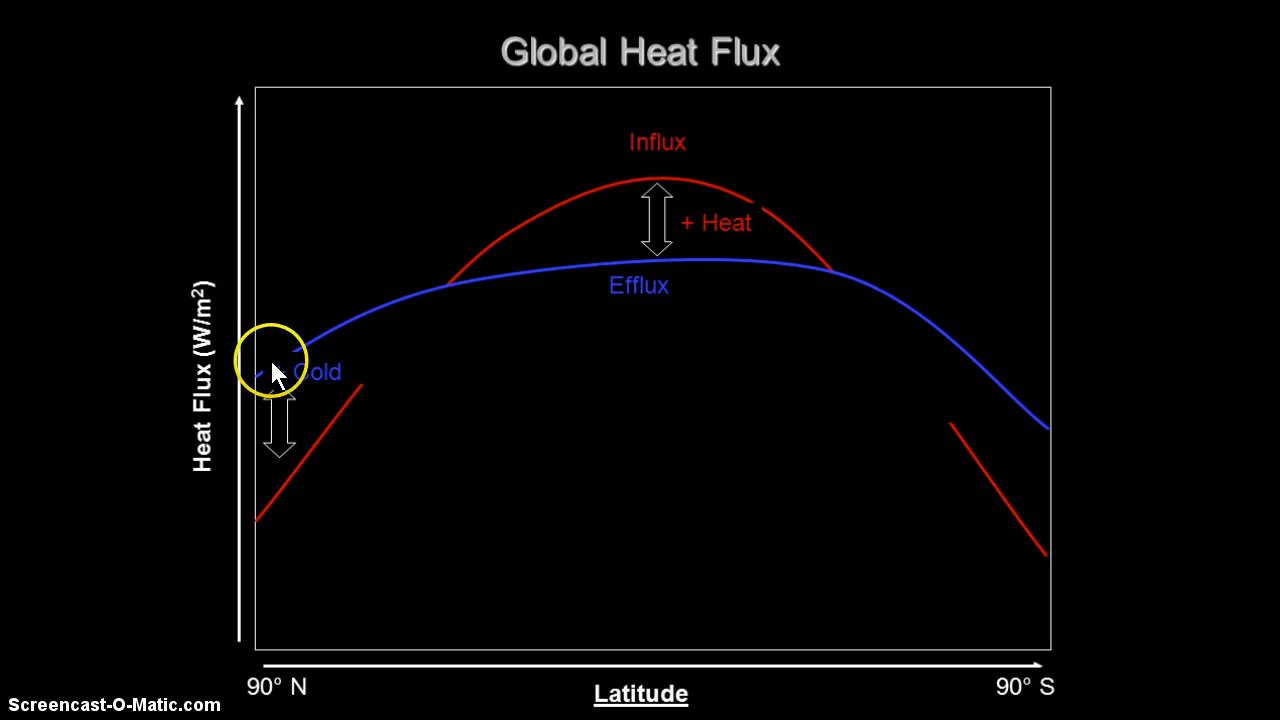 Global Heat Flux
Influx
+ Heat
Efflux
Cold
Heat Flux (W/m²)
90° N
Latitude
90° S
Screencast-O-Matic.com